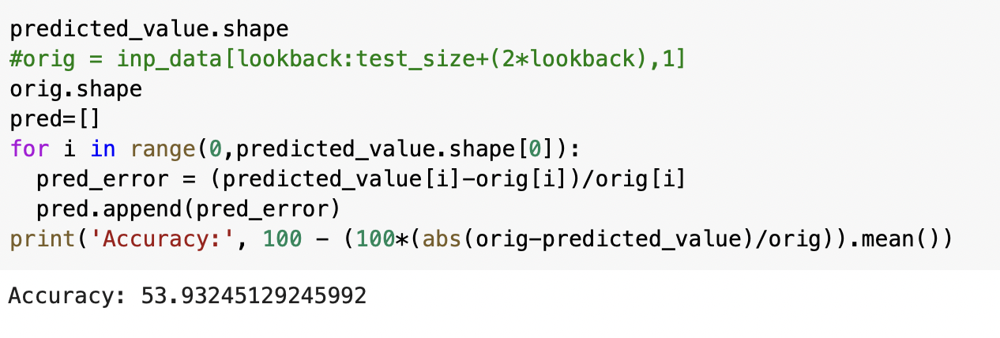 predicted_value.shape
#orig = inp_data[lookback:test_size+(2*lookback),1]
orig.shape
pred=[]
for i in range(0,predicted_value.shape[0]):
  pred_error = (predicted_value[i]-orig[i])/orig[i]
  pred.append(pred_error)
print('Accuracy:', 100 - (100*(abs(orig-predicted_value)/orig)).mean())
Accuracy: 53.93245129245992